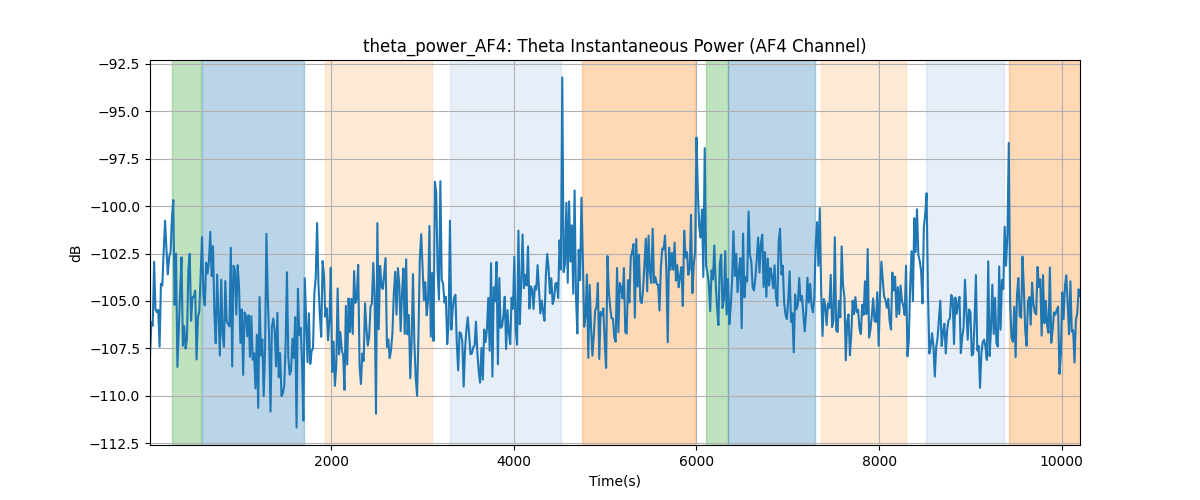 theta_power_AF4: Theta Instantaneous Power (AF4 Channel)
−92.5
−95.0
−97.5
−100.0
−102.5
−105.0
−107.5
−110.0
−112.5
dB
2000 4000 6000 8000 10000
Time(s)